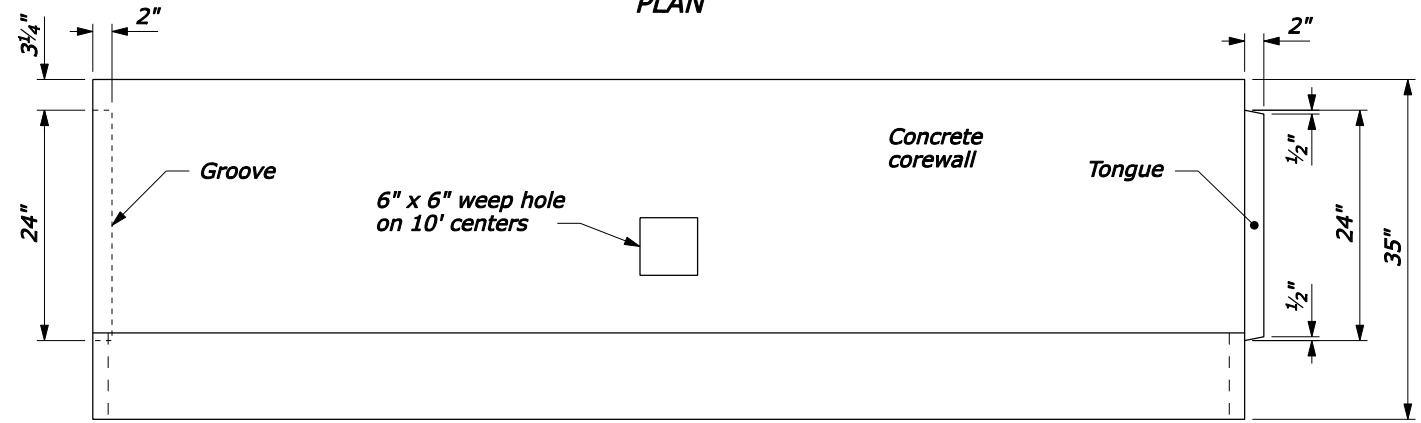 PLAN
2"
3¼"
2"
Concrete
corewall
½"
Groove
Tongue
6" x 6" weep hole
on 10' centers
24"
24"
35"
½"